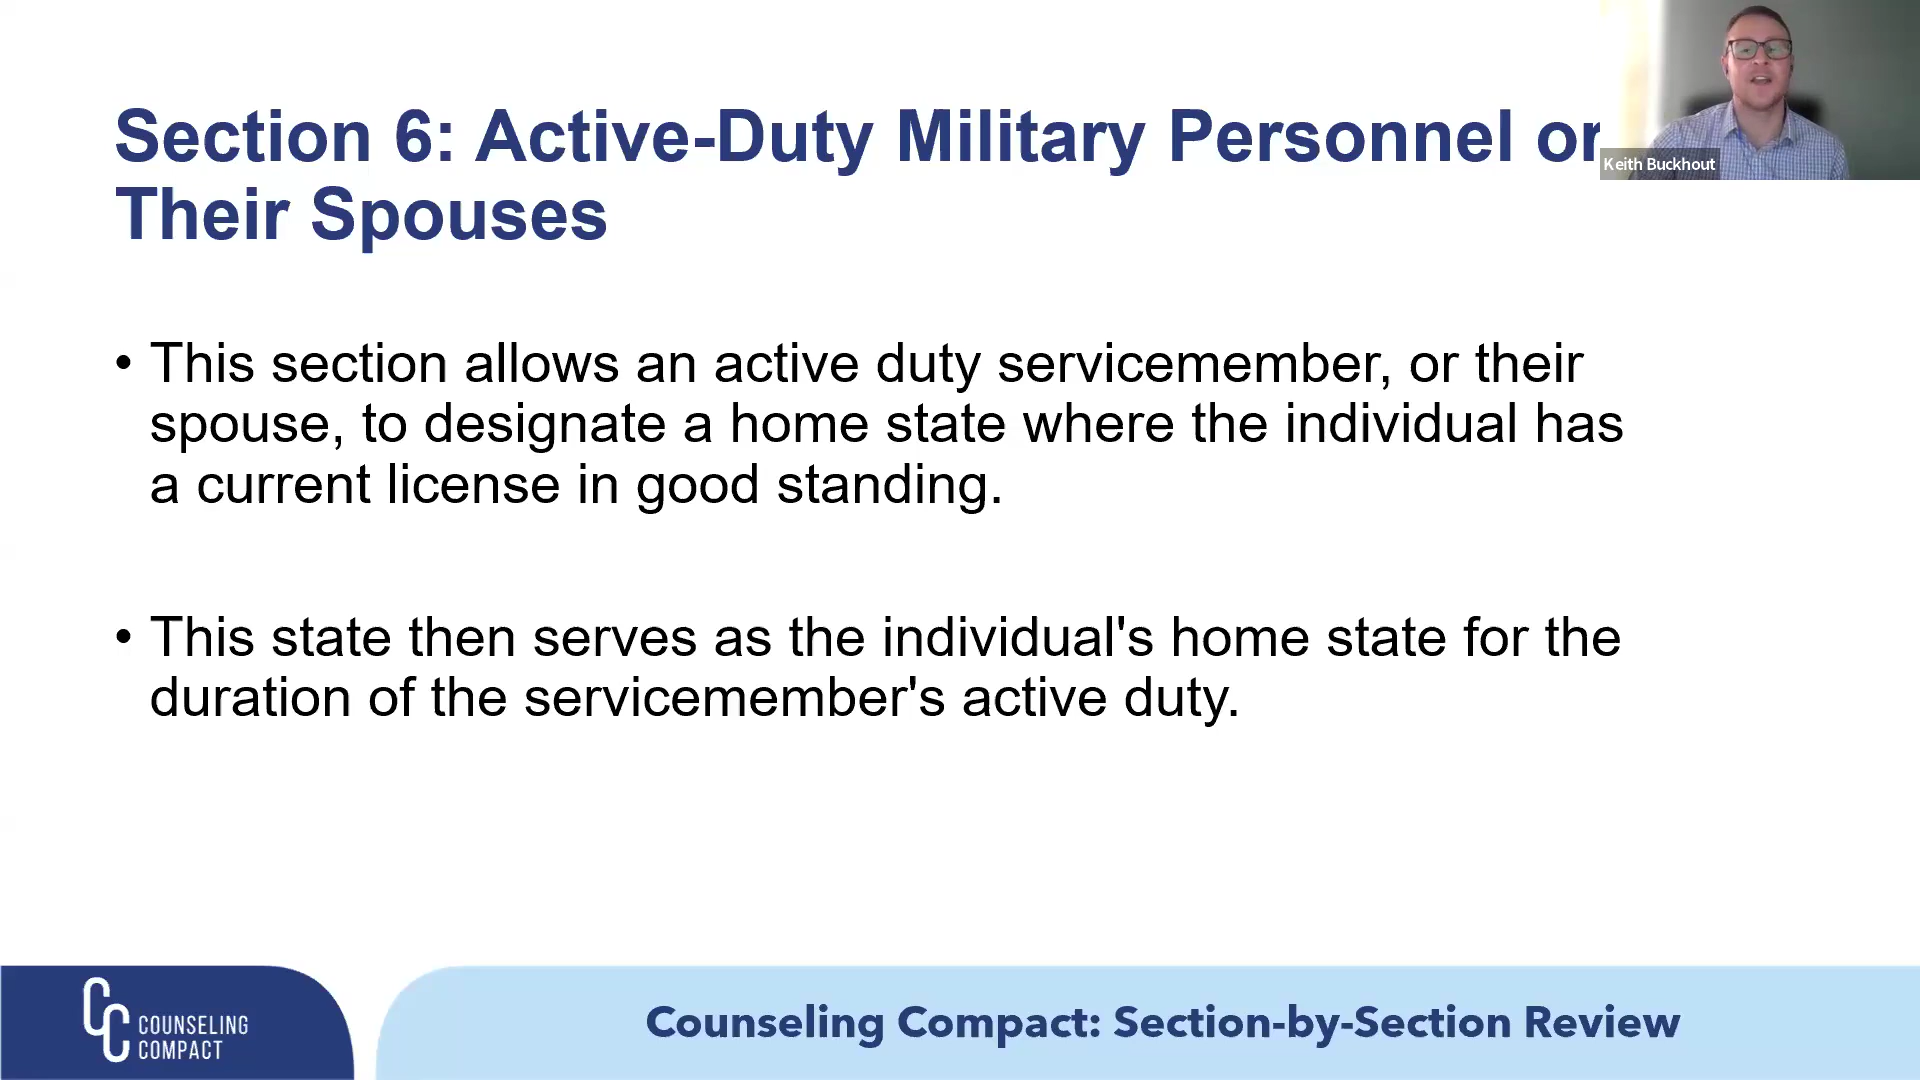 Section 6: Active-Duty Military Personnel or
Their Spouses
Keith Buckhout
• This section allows an active duty servicemember, or their
spouse, to designate a home state where the individual has
a current license in good standing.
• This state then serves as the individual's home state for the
duration of the servicemember's active duty.
CC
COUNSELING
COMPACT
Counseling Compact: Section-by-Section Review